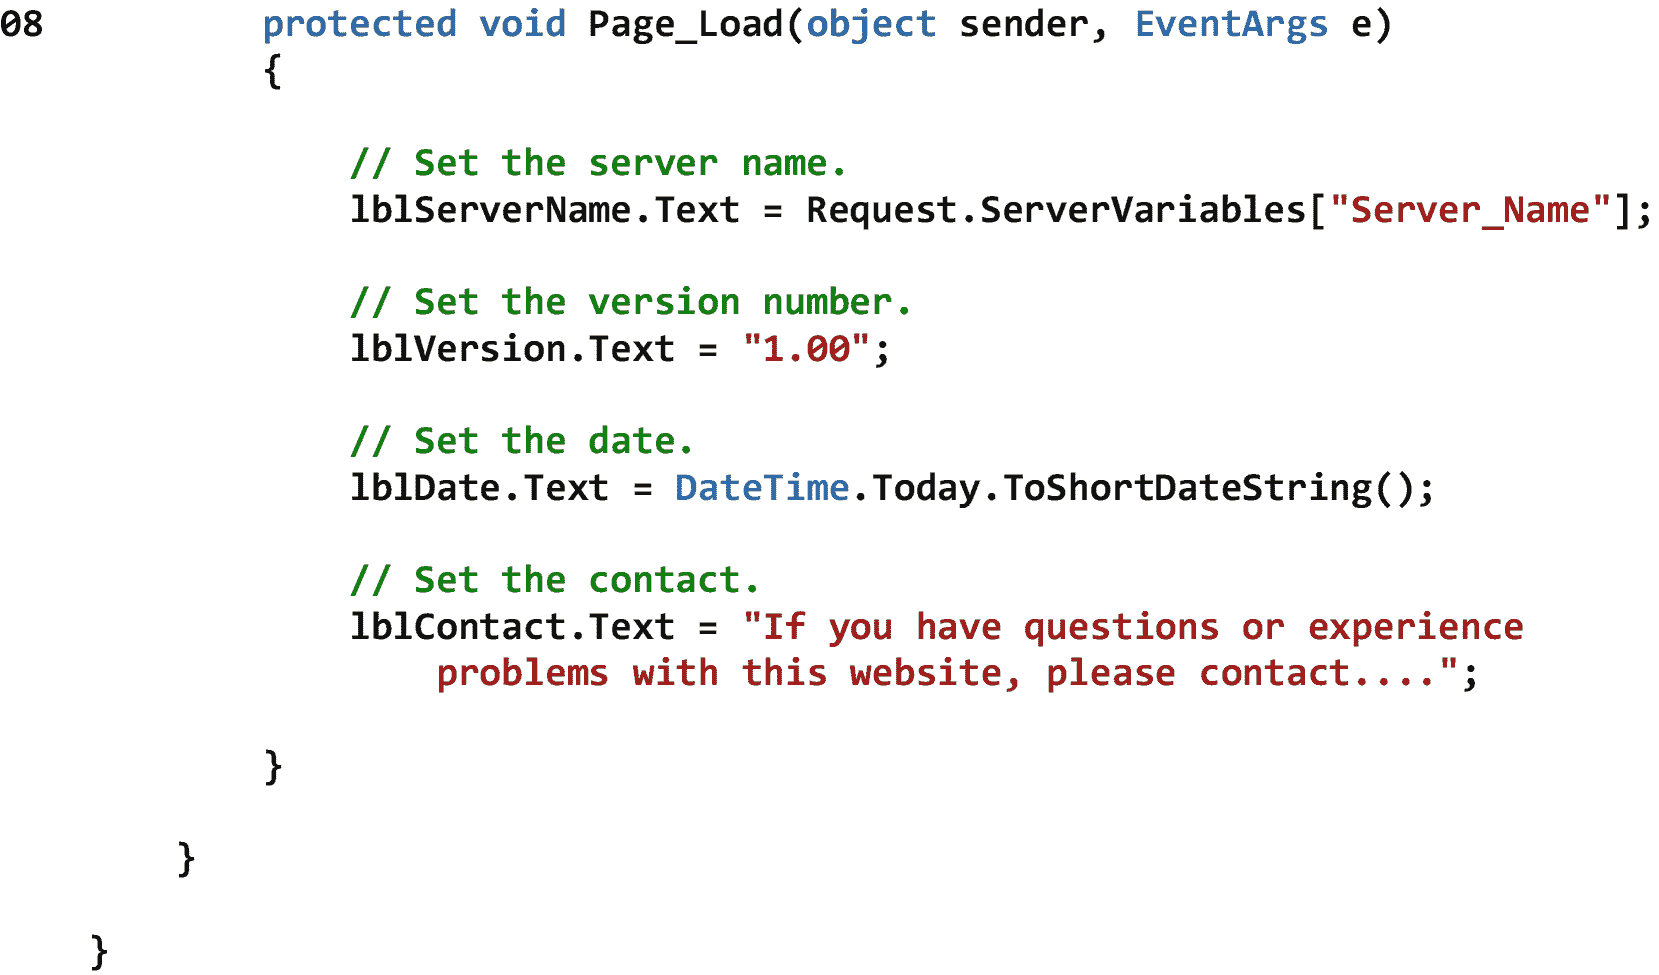 08 protected void Page_Load(object sender, EventArgs e)
{
// Set the server name.
lblServerName.Text = Request.ServerVariables["Server_Name"];
// Set the version number.
lblVersion.Text = "1.00";
// Set the date.
lblDate.Text = DateTime.Today.ToShortDateString();
// Set the contact.
lblContact.Text = "If you have questions or experience
problems with this website, please contact....";
}
}
}